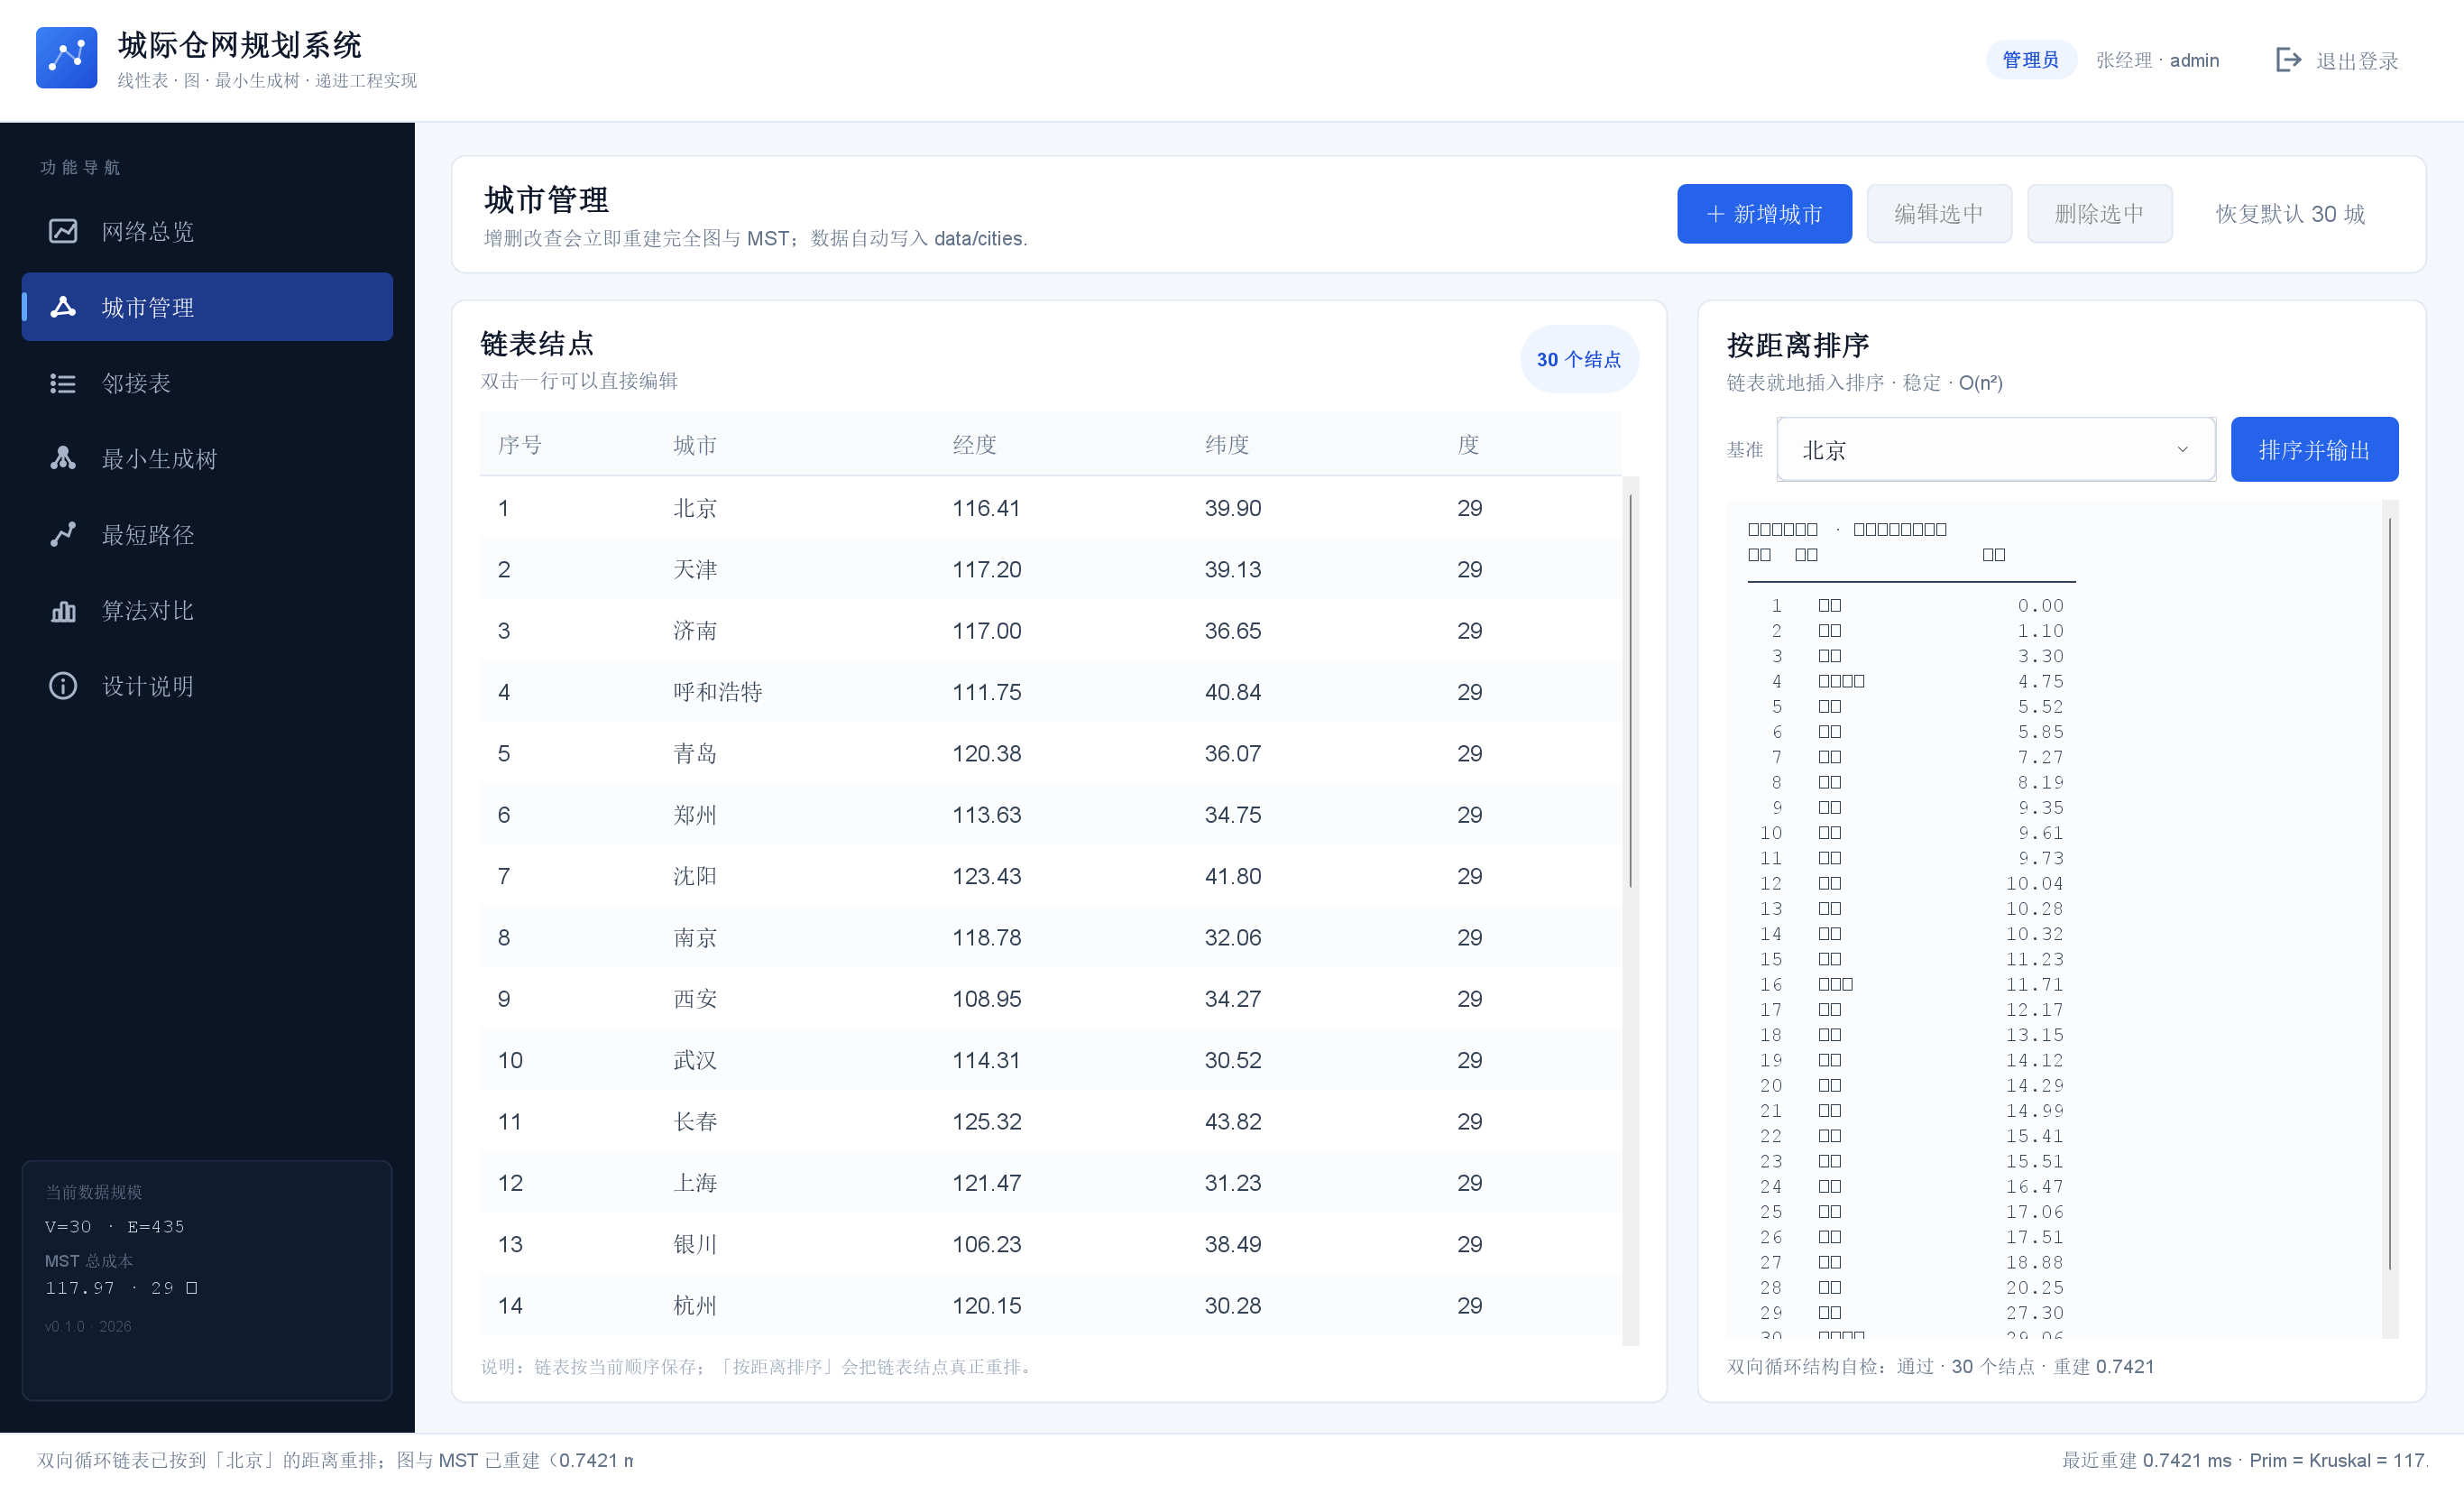 城际仓网规划系统
线性表 · 图 · 最小生成树 · 递进工程实现
管理员
张经理 · admin
退出登录
功能导航
网络总览
城市管理
邻接表
最小生成树
最短路径
算法对比
设计说明
当前数据规模
V=30 · E=435
MST 总成本
117.97 · 29 □
v0.1.0 · 2026
城市管理
增删改查会立即重建完全图与 MST；数据自动写入 data/cities.
＋ 新增城市
编辑选中
删除选中
恢复默认 30 城
链表结点
双击一行可以直接编辑
30 个结点
序号 城市 经度 纬度 度
1 北京 116.41 39.90 29
2 天津 117.20 39.13 29
3 济南 117.00 36.65 29
4 呼和浩特 111.75 40.84 29
5 青岛 120.38 36.07 29
6 郑州 113.63 34.75 29
7 沈阳 123.43 41.80 29
8 南京 118.78 32.06 29
9 西安 108.95 34.27 29
10 武汉 114.31 30.52 29
11 长春 125.32 43.82 29
12 上海 121.47 31.23 29
13 银川 106.23 38.49 29
14 杭州 120.15 30.28 29
说明：链表按当前顺序保存；「按距离排序」会把链表结点真正重排。
按距离排序
链表就地插入排序 · 稳定 · O(n²)
基准
北京
排序并输出
□□□□□□ · □□□□□□□□
□□ □□ □□
1 □□ 0.00
2 □□ 1.10
3 □□ 3.30
4 □□□□ 4.75
5 □□ 5.52
6 □□ 5.85
7 □□ 7.27
8 □□ 8.19
9 □□ 9.35
10 □□ 9.61
11 □□ 9.73
12 □□ 10.04
13 □□ 10.28
14 □□ 10.32
15 □□ 11.23
16 □□□ 11.71
17 □□ 12.17
18 □□ 13.15
19 □□ 14.12
20 □□ 14.29
21 □□ 14.99
22 □□ 15.41
23 □□ 15.51
24 □□ 16.47
25 □□ 17.06
26 □□ 17.51
27 □□ 18.88
28 □□ 20.25
29 □□ 27.30
30 □□□□ 29.06
双向循环结构自检：通过 · 30 个结点 · 重建 0.7421
双向循环链表已按到「北京」的距离重排；图与 MST 已重建（0.7421 m
最近重建 0.7421 ms · Prim = Kruskal = 117.